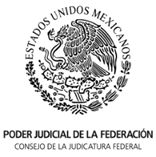 ESTADOS UNIDOS MEXICANOS
PODER JUDICIAL DE LA FEDERACIÓN
CONSEJO DE LA JUDICATURA FEDERAL